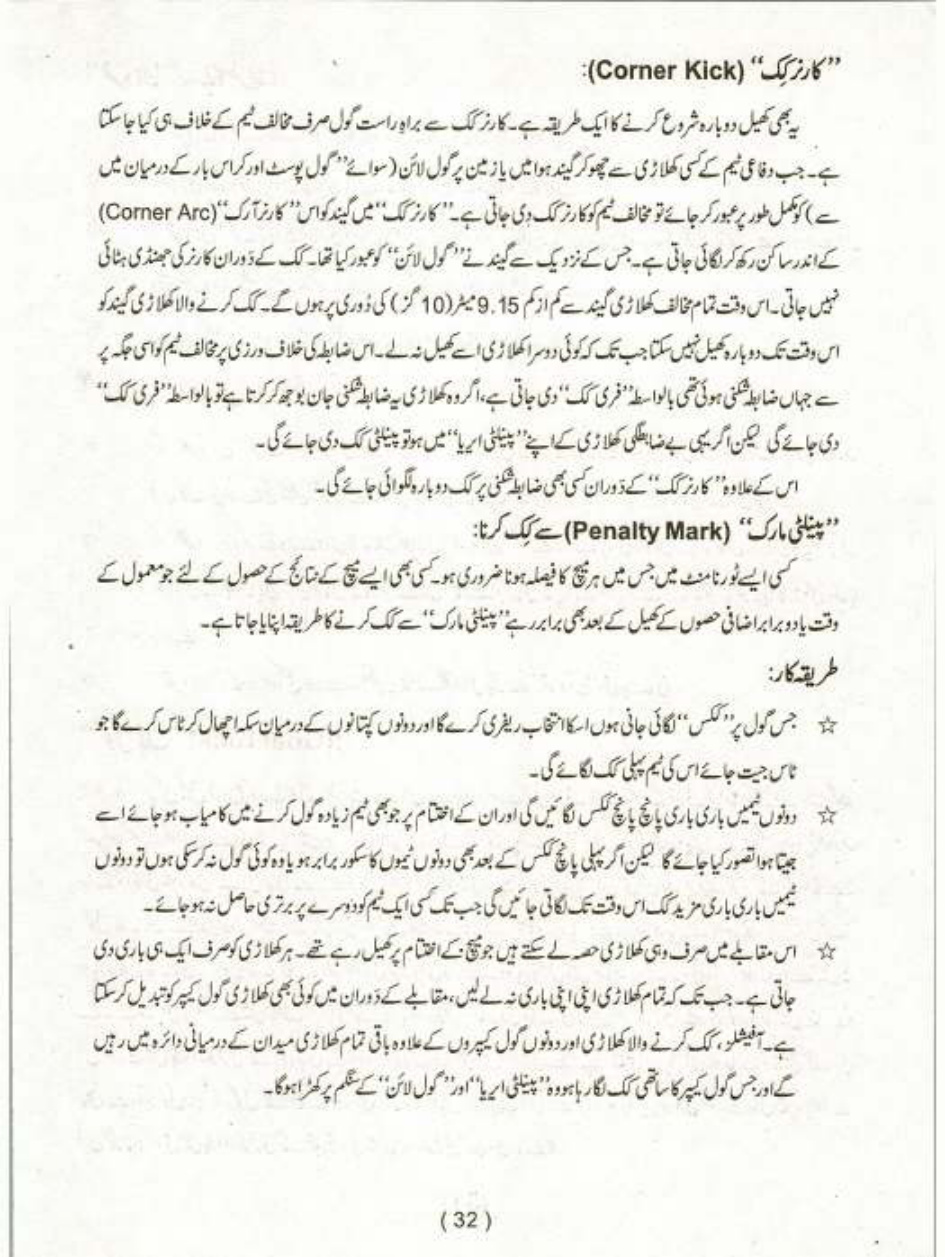 ”کارنر کِک“ (Corner Kick):
یہ بھی کھیل دوبارہ شروع کرنے کا ایک طریقہ ہے۔ کارنر کک سے براہِ راست گول صرف مخالف ٹیم کے خلاف ہی کیا جا سکتا
ہے۔ جب دفاعی ٹیم کے کسی کھلاڑی سے چھو کر گیند ہوا میں یا زمین پر گول لائن (سوائے ”گول پوسٹ اور کراس بار کے درمیان میں
سے) کو مکمل طور پر عبور کر جائے تو مخالف ٹیم کو کارنر کک دی جاتی ہے۔ ”کارنر کک“ میں گیند کو اس ”کارنر آرک“ (Corner Arc)
کے اندر ساکن رکھ کر لگائی جاتی ہے۔ جس کے نزدیک سے گیند نے ”گول لائن“ کو عبور کیا تھا۔ کک کے دَوران کارنر کی جھنڈی ہٹائی
نہیں جاتی۔ اس وقت تمام مخالف کھلاڑی گیند سے کم از کم 9.15 میٹر (10 گز) کی دُوری پر ہوں گے۔ کک کرنے والا کھلاڑی گیند کو
اس وقت تک دوبارہ کھیل نہیں سکتا جب تک کہ کوئی دوسرا کھلاڑی اسے کھیل نہ لے۔ اس ضابطہ کی خلاف ورزی پر مخالف ٹیم کو اسی جگہ پر
سے جہاں ضابطہ شکنی ہوئی تھی بالواسطہ ”فری کک“ دی جاتی ہے، اگر وہ کھلاڑی یہ ضابطہ شکنی جان بوجھ کر کرتا ہے تو بالواسطہ ”فری کک“
دی جائے گی لیکن اگر یہی بے ضابطگی کھلاڑی کے اپنے ”پینلٹی ایریا“ میں ہو تو پینلٹی کک دی جائے گی۔
اس کے علاوہ ”کارنر کک“ کے دَوران کسی بھی ضابطہ شکنی پر کک دوبارہ لگوائی جائے گی۔
”پینلٹی مارک“ (Penalty Mark) سے کِک کرنا:
کسی ایسے ٹورنامنٹ میں جس میں ہر میچ کا فیصلہ ہونا ضروری ہو۔ کسی بھی ایسے میچ کے نتائج کے حصول کے لئے جو معمول کے
وقت یا دو برابر اضافی حصوں کے کھیل کے بعد بھی برابر رہے ”پینلٹی مارک“ سے کک کرنے کا طریقہ اپنایا جاتا ہے۔
طریقہ کار:
☆ جس گول پر ”ککس“ لگائی جانی ہوں اسکا انتخاب ریفری کرے گا اور دونوں کپتانوں کے درمیان سکہ اچھال کر ٹاس کرے گا جو
ٹاس جیت جائے اس کی ٹیم پہلی کک لگائے گی۔
☆ دونوں ٹیمیں باری باری پانچ پانچ ککس لگائیں گی اور ان کے اختتام پر جو بھی ٹیم زیادہ گول کرنے میں کامیاب ہو جائے اسے
جیتا ہوا تصور کیا جائے گا لیکن اگر پہلی پانچ ککس کے بعد بھی دونوں ٹیموں کا سکور برابر ہو یا وہ کوئی گول نہ کر سکی ہوں تو دونوں
ٹیمیں باری باری مزید کک اس وقت تک لگاتی جائیں گی جب تک کسی ایک ٹیم کو دوسرے پر برتری حاصل نہ ہو جائے۔
☆ اس مقابلے میں صرف وہی کھلاڑی حصہ لے سکتے ہیں جو میچ کے اختتام پر کھیل رہے تھے۔ ہر کھلاڑی کو صرف ایک ہی باری دی
جاتی ہے۔ جب تک کہ تمام کھلاڑی اپنی اپنی باری نہ لے لیں، مقابلے کے دَوران میں کوئی بھی کھلاڑی گول کیپر کو تبدیل کر سکتا
ہے۔ آفیشلز، کک کرنے والا کھلاڑی اور دونوں گول کیپروں کے علاوہ باقی تمام کھلاڑی میدان کے درمیانی دائرہ میں رہیں
گے اور جس گول کیپر کا ساتھی کک لگا رہا ہو وہ ”پینلٹی ایریا“ اور ”گول لائن“ کے سنگم پر کھڑا ہوگا۔
(32)